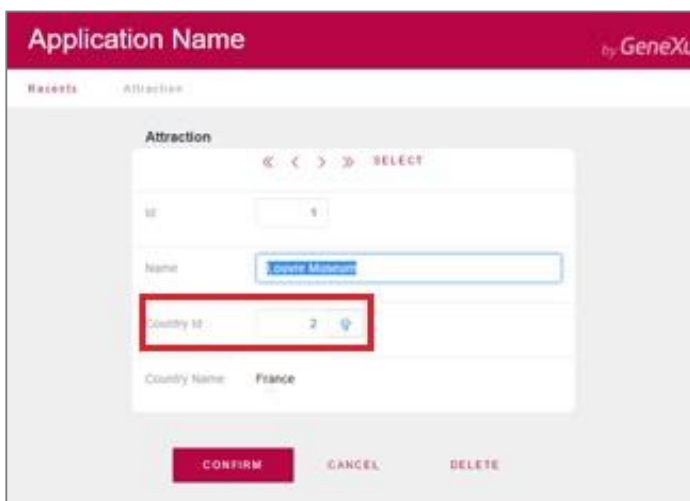 Application Name
by GeneXu
Recents Attraction
Attraction
SELECT
Id 1
Name Louvre Museum
Country Id 2
Country Name France
CONFIRM CANCEL DELETE